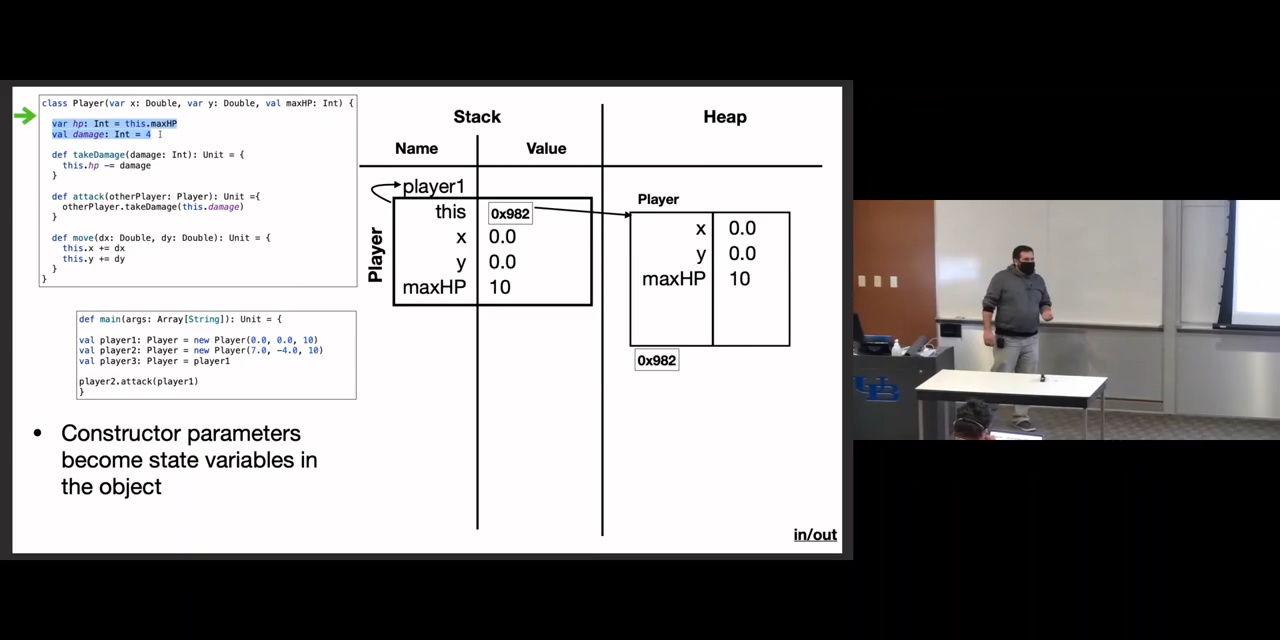 class Player(var x: Double, var y: Double, val maxHP: Int) {
var hp: Int = this.maxHP
val damage: Int = 4
def takeDamage(damage: Int): Unit = {
this.hp -= damage
}
def attack(otherPlayer: Player): Unit ={
otherPlayer.takeDamage(this.damage)
}
def move(dx: Double, dy: Double): Unit = {
this.x += dx
this.y += dy
}
}
def main(args: Array[String]): Unit = {
val player1: Player = new Player(0.0, 0.0, 10)
val player2: Player = new Player(7.0, -4.0, 10)
val player3: Player = player1
player2.attack(player1)
}
• Constructor parameters
become state variables in
the object
Stack
Heap
Name
Value
player1
Player
this 0x982
x 0.0
y 0.0
maxHP 10
Player
x 0.0
y 0.0
maxHP 10
0x982
in/out
UB